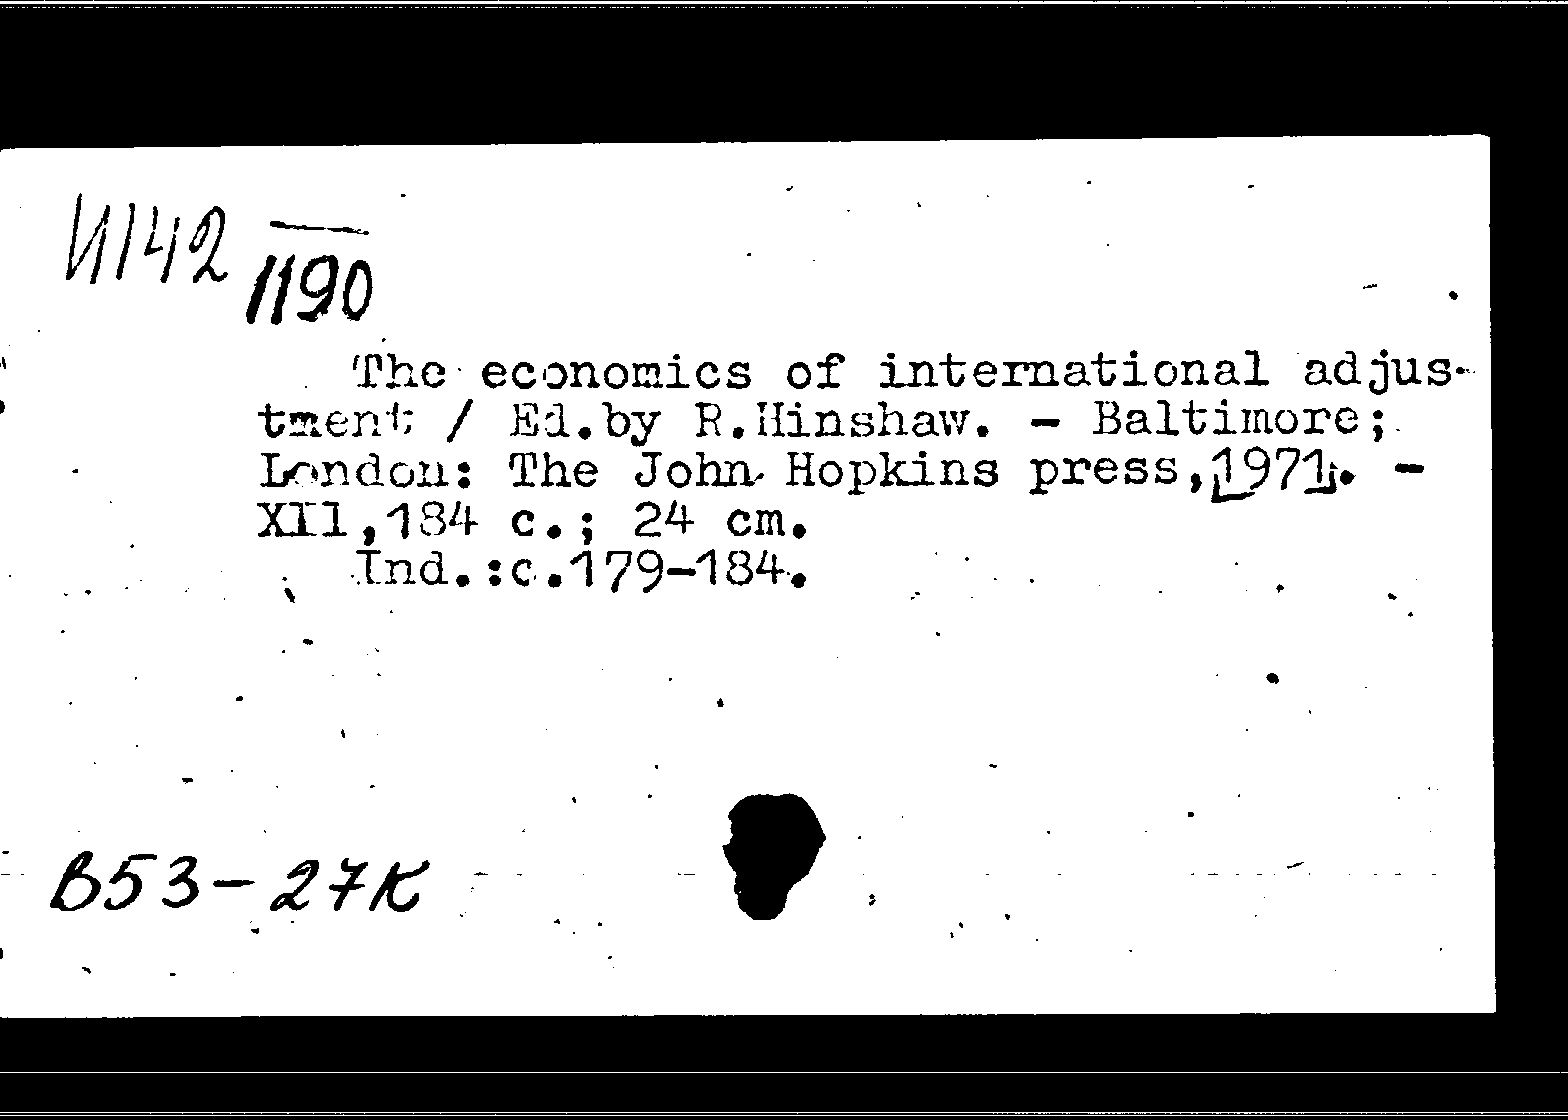 И142
1190
The economics of international adjus-
tment / Ed.by R.Hinshaw. - Baltimore;
London: The John Hopkins press,1971. -
XII,184 c.; 24 cm.
Ind.:c.179-184.
В53-27К